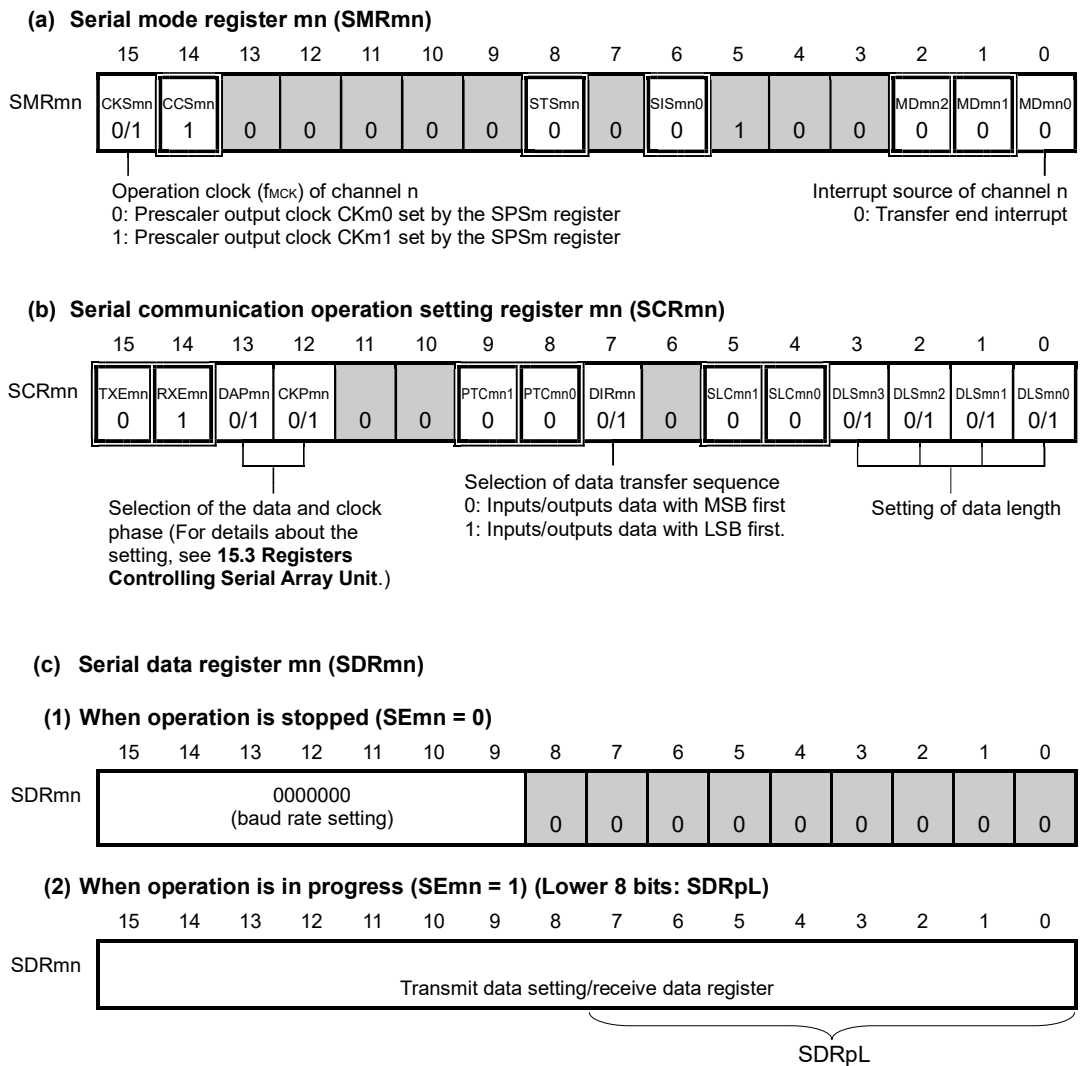 (a) Serial mode register mn (SMRmn)
15 14 13 12 11 10 9 8 7 6 5 4 3 2 1 0
SMRmn CKSmn CCSmn STSmn SISmn0 MDmn2 MDmn1 MDmn0
0/1 1 0 0 0 0 0 0 0 0 1 0 0 0 0 0
Operation clock (fMCK) of channel n
0: Prescaler output clock CKm0 set by the SPSm register
1: Prescaler output clock CKm1 set by the SPSm register
Interrupt source of channel n
0: Transfer end interrupt
(b) Serial communication operation setting register mn (SCRmn)
15 14 13 12 11 10 9 8 7 6 5 4 3 2 1 0
SCRmn TXEmn RXEmn DAPmn CKPmn PTCmn1 PTCmn0 DIRmn SLCmn1 SLCmn0 DLSmn3 DLSmn2 DLSmn1 DLSmn0
0 1 0/1 0/1 0 0 0 0 0/1 0 0 0 0/1 0/1 0/1 0/1
Selection of the data and clock
phase (For details about the
setting, see 15.3 Registers
Controlling Serial Array Unit.)
Selection of data transfer sequence
0: Inputs/outputs data with MSB first
1: Inputs/outputs data with LSB first.
Setting of data length
(c) Serial data register mn (SDRmn)
(1) When operation is stopped (SEmn = 0)
15 14 13 12 11 10 9 8 7 6 5 4 3 2 1 0
SDRmn 0000000
(baud rate setting) 0 0 0 0 0 0 0 0 0
(2) When operation is in progress (SEmn = 1) (Lower 8 bits: SDRpL)
15 14 13 12 11 10 9 8 7 6 5 4 3 2 1 0
SDRmn
Transmit data setting/receive data register
SDRpL